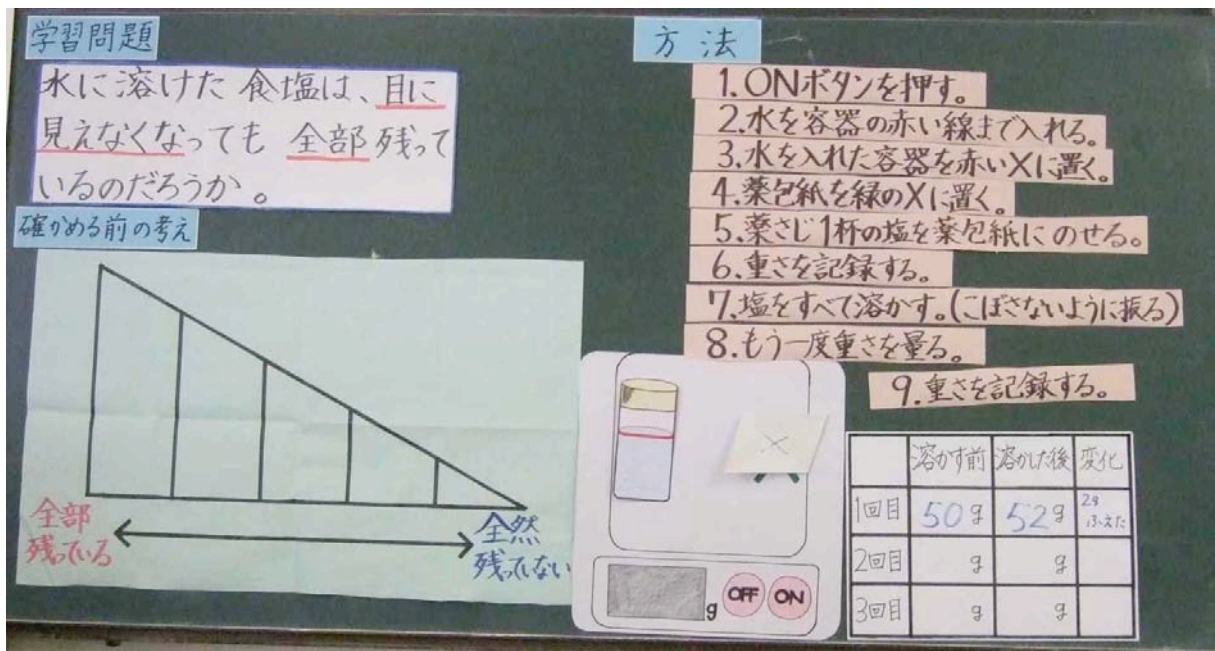 学習問題
水に溶けた食塩は、目に
見えなくなっても全部残って
いるのだろうか。
確かめる前の考え
全部
残っている
全然
残っていない
方法
1.ONボタンを押す。
2.水を容器の赤い線まで入れる。
3.水を入れた容器を赤いXに置く。
4.薬包紙を緑のXに置く。
5.薬さじ1杯の塩を薬包紙にのせる。
6.重さを記録する。
7.塩をすべて溶かす。(こぼさないように振る)
8.もう一度重さを量る。
9.重さを記録する。
g OFF ON
溶かす前 溶かした後 変化
1回目 50g 52g 2gふえた
2回目 g g
3回目 g g